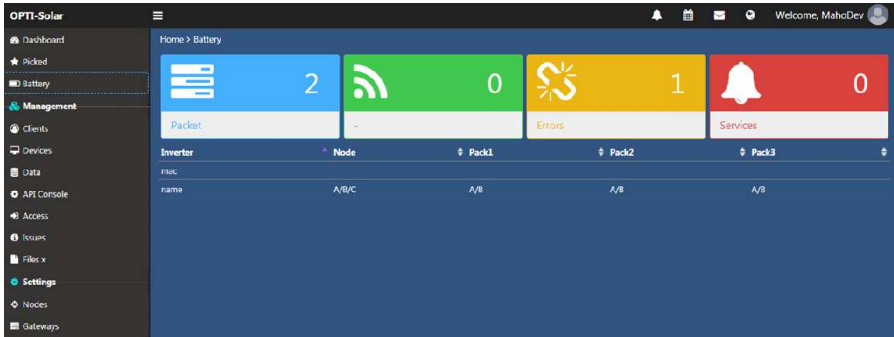 OPTI-Solar
Welcome, MahoDev
Dashboard
Picked
Battery
Management
Clients
Devices
Data
API Console
Access
Issues
Files x
Settings
Nodes
Gateways
Home > Battery
2
0
1
0
Packet
-
Errors
Services
Inverter Node Pack1 Pack2 Pack3
mac
name A/B/C A/B A/B A/B